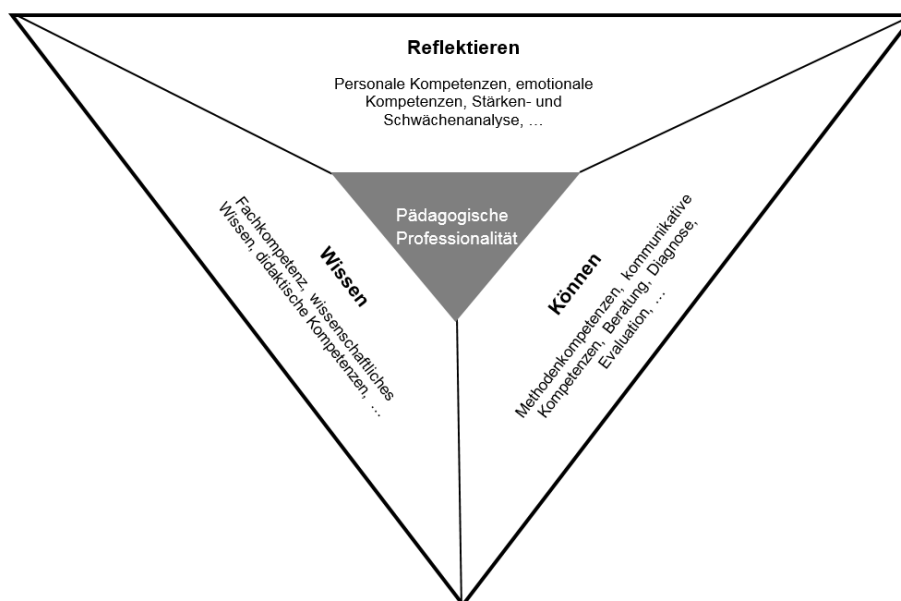 Reflektieren
Personale Kompetenzen, emotionale
Kompetenzen, Stärken- und
Schwächenanalyse, …
Pädagogische
Professionalität
Wissen
Fachkompetenz, wissenschaftliches
Wissen, didaktische Kompetenzen, …
Können
Methodenkompetenzen, kommunikative
Kompetenzen, Beratung, Diagnose,
Evaluation, …